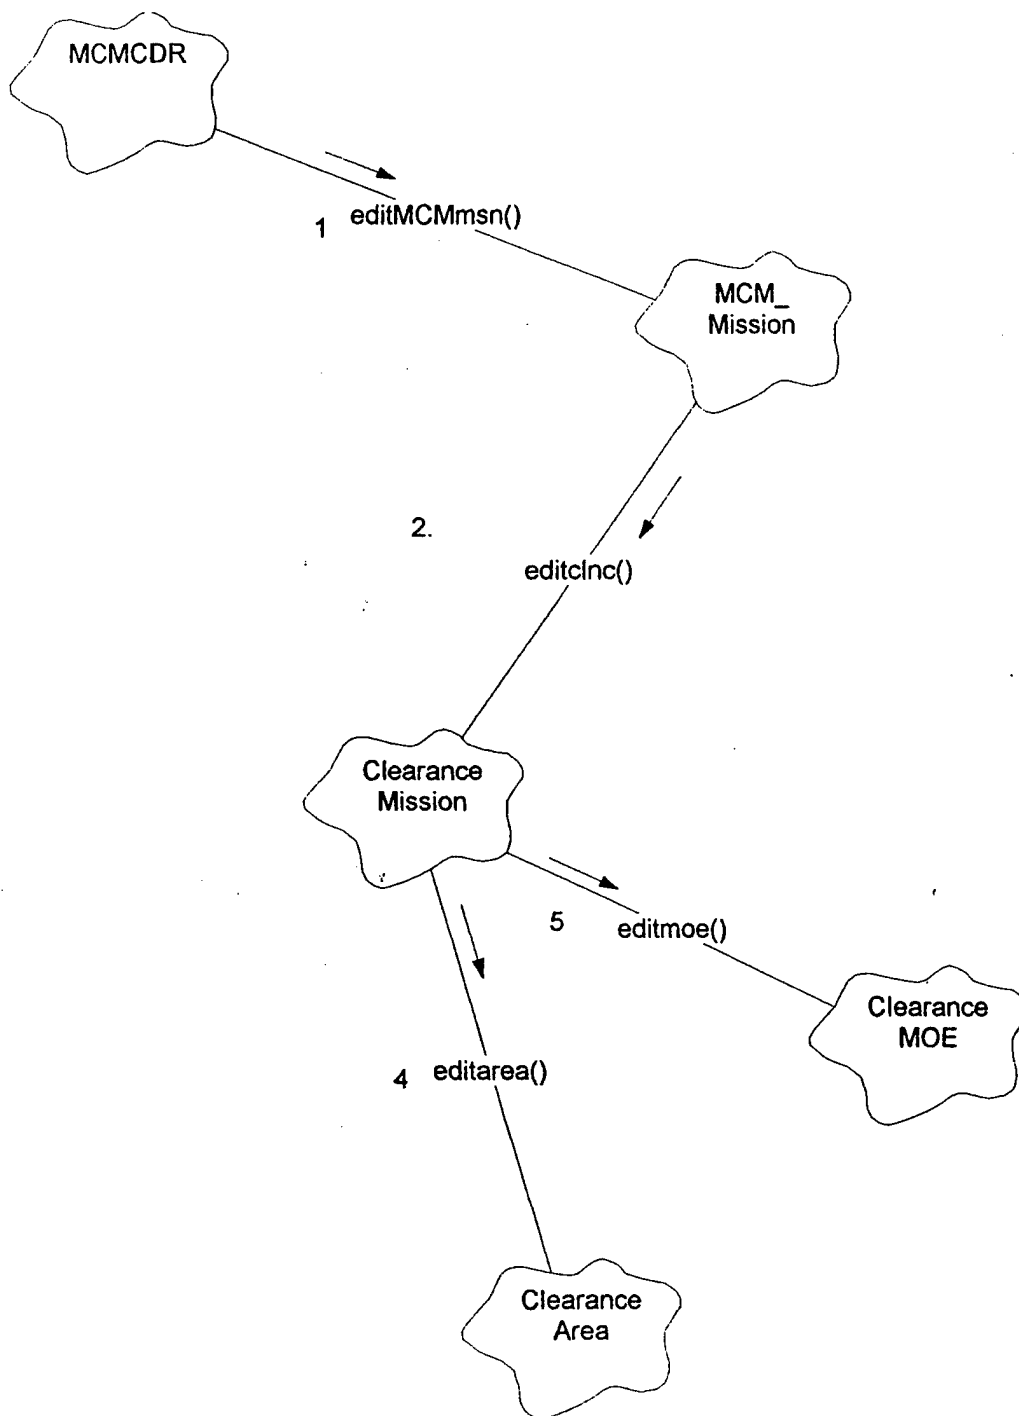 MCMCDR
1 editMCMmsn()
MCM_
Mission
2.
editclnc()
Clearance
Mission
5 editmoe()
Clearance
MOE
4 editarea()
Clearance
Area